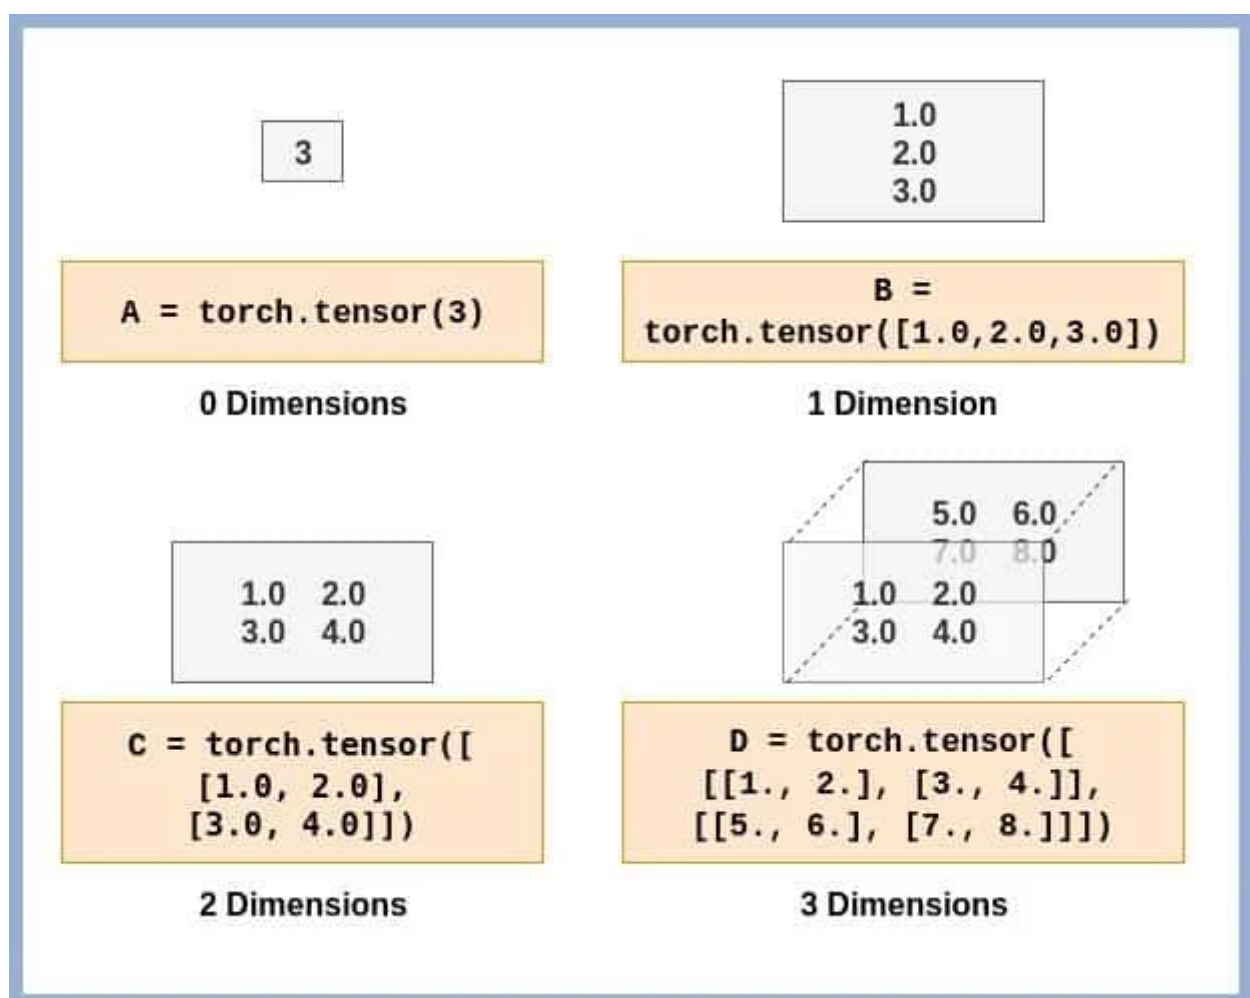 3
A = torch.tensor(3)
0 Dimensions
1.0
2.0
3.0
B =
torch.tensor([1.0,2.0,3.0])
1 Dimension
1.0 2.0
3.0 4.0
C = torch.tensor([
[1.0, 2.0],
[3.0, 4.0]])
2 Dimensions
5.0 6.0
7.0 8.0
1.0 2.0
3.0 4.0
D = torch.tensor([
[[1., 2.], [3., 4.]],
[[5., 6.], [7., 8.]]])
3 Dimensions